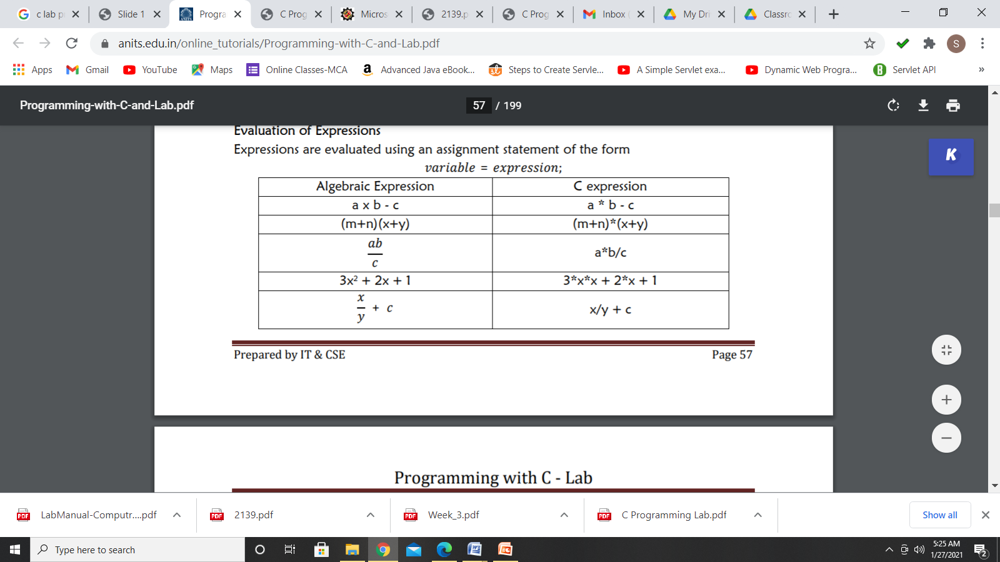 c lab p
Slide 1
Progra
C Prog
Micros
2139.p
C Prog
Inbox
My Dri
Classro
anits.edu.in/online_tutorials/Programming-with-C-and-Lab.pdf
S
Apps
Gmail
YouTube
Maps
Online Classes-MCA
Advanced Java eBook...
Steps to Create Servle...
A Simple Servlet exa...
Dynamic Web Progra...
Servlet API
»
Programming-with-C-and-Lab.pdf
57 / 199
K
Evaluation of Expressions
Expressions are evaluated using an assignment statement of the form
variable = expression;
Algebraic Expression C expression
a x b - c a * b - c
(m+n)(x+y) (m+n)*(x+y)
ab
c
a*b/c
3x² + 2x + 1 3*x*x + 2*x + 1
x
y
+ c
x/y + c
Prepared by IT & CSE Page 57
Programming with C - Lab
LabManual-Computr....pdf
2139.pdf
Week_3.pdf
C Programming Lab.pdf
Show all
Type here to search
5:25 AM
1/27/2021
2